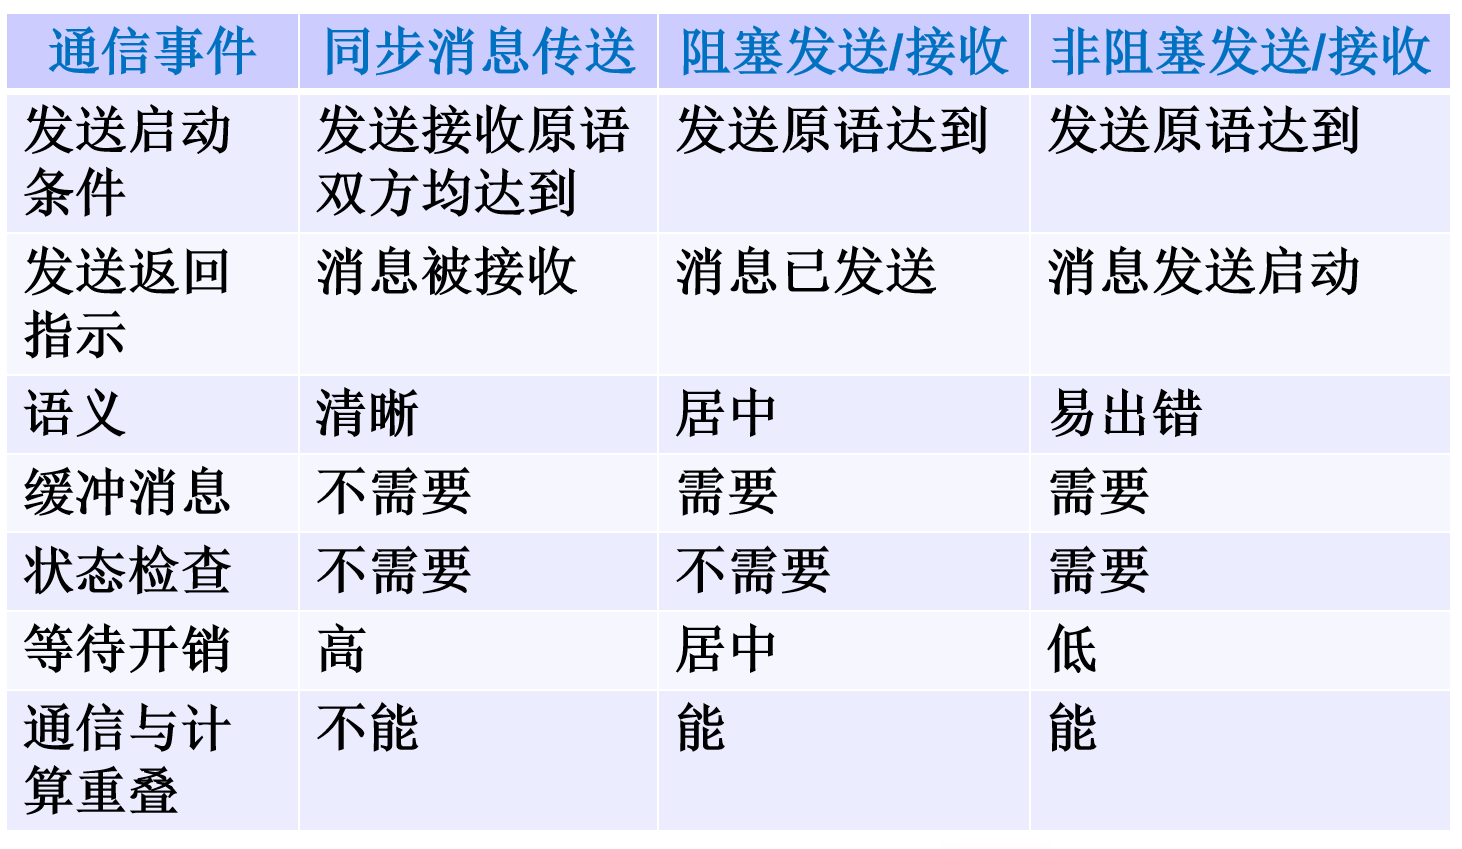 通信事件 同步消息传送 阻塞发送/接收 非阻塞发送/接收
发送启动 发送接收原语 发送原语达到 发送原语达到
条件 双方均达到
发送返回 消息被接收 消息已发送 消息发送启动
指示
语义 清晰 居中 易出错
缓冲消息 不需要 需要 需要
状态检查 不需要 不需要 需要
等待开销 高 居中 低
通信与计 不能 能 能
算重叠